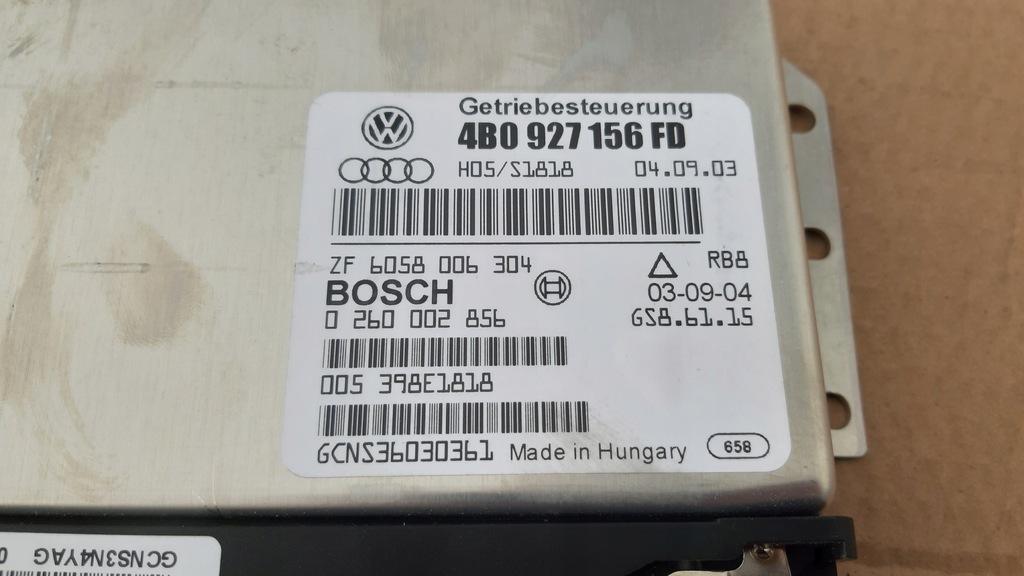 Getriebesteuerung
4B0 927 156 FD
H05/S1818 04.09.03
ZF 6058 006 304 RB8
BOSCH 03-09-04
0 260 002 856 GS8.61.15
005 398E1818
GCNS36030361 Made in Hungary 658
GCNS3N4YAG 0